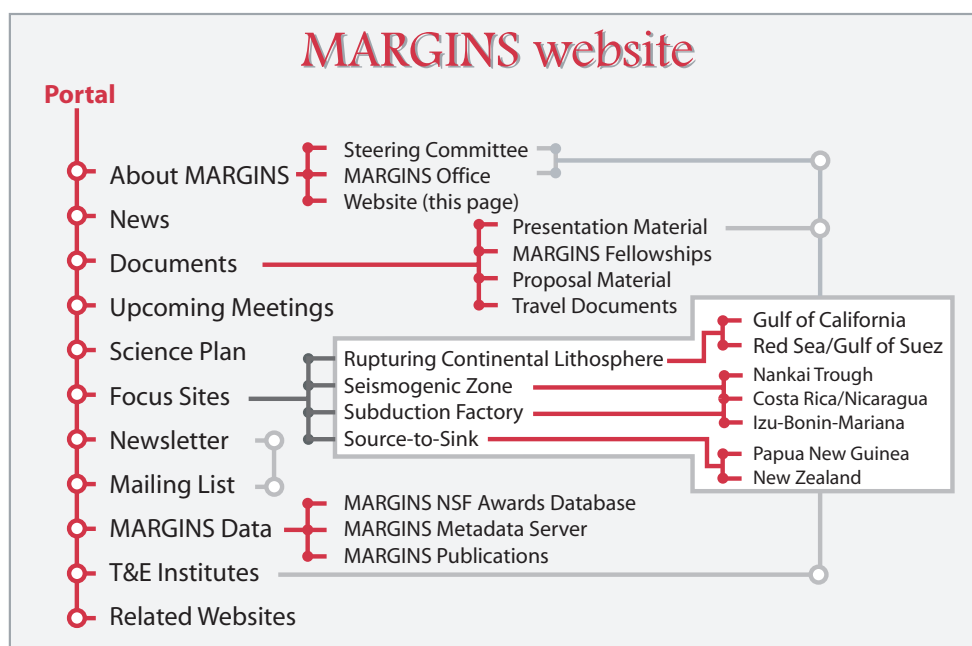 MARGINS website
Portal
About MARGINS
Steering Committee
MARGINS Office
Website (this page)
News
Documents
Presentation Material
MARGINS Fellowships
Proposal Material
Travel Documents
Upcoming Meetings
Science Plan
Focus Sites
Rupturing Continental Lithosphere
Seismogenic Zone
Subduction Factory
Source-to-Sink
Gulf of California
Red Sea/Gulf of Suez
Nankai Trough
Costa Rica/Nicaragua
Izu-Bonin-Mariana
Papua New Guinea
New Zealand
Newsletter
Mailing List
MARGINS Data
MARGINS NSF Awards Database
MARGINS Metadata Server
MARGINS Publications
T&E Institutes
Related Websites